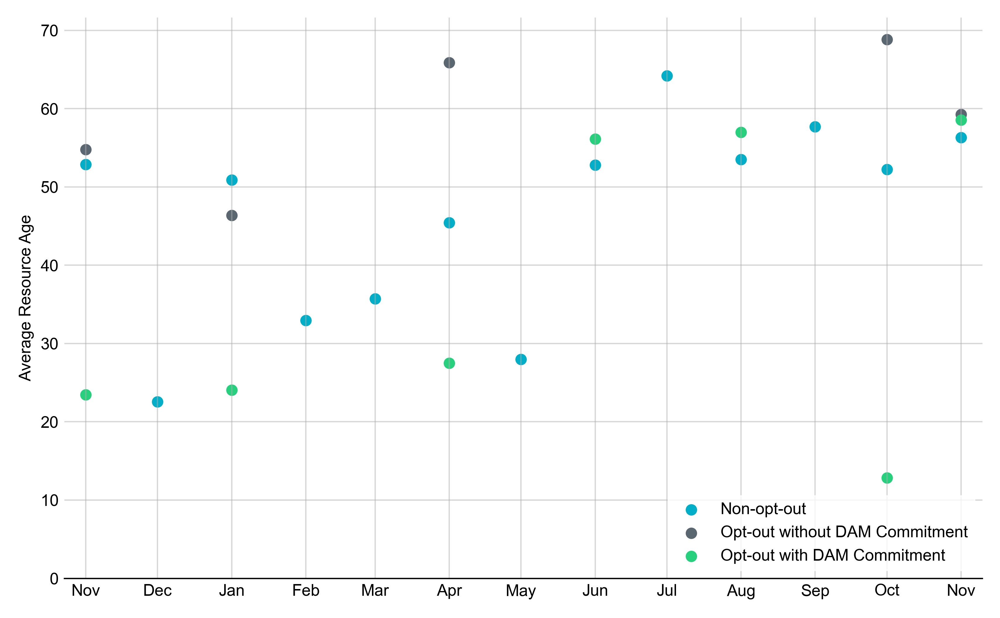 70
60
50
40
30
20
10
0
Average Resource Age
Nov Dec Jan Feb Mar Apr May Jun Jul Aug Sep Oct Nov
Non-opt-out
Opt-out without DAM Commitment
Opt-out with DAM Commitment